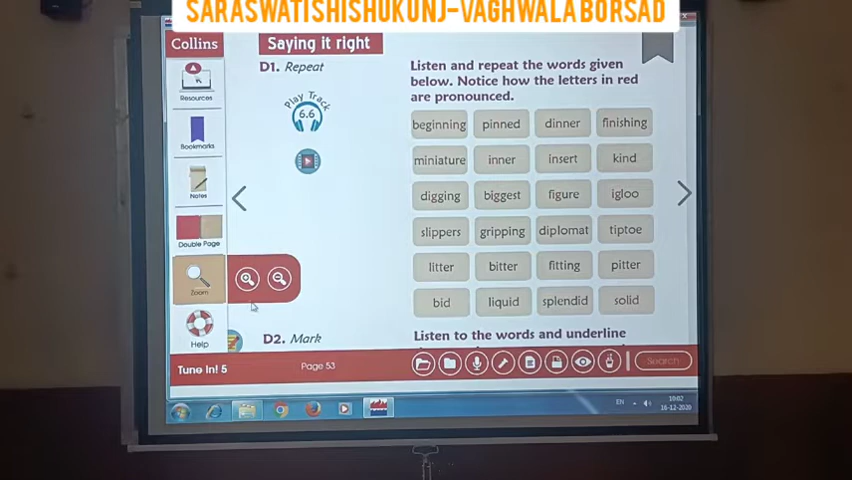 SARASWATISHISHUKUNJ-VAGHWALA BORSAD
Collins
Saying it right
D1. Repeat
Listen and repeat the words given
below. Notice how the letters in red
are pronounced.
Resources
Play Track
6.6
Bookmarks
Notes
Double Page
Zoom
Help
beginning pinned dinner finishing
miniature inner insert kind
digging biggest figure igloo
slippers gripping diplomat tiptoe
litter bitter fitting pitter
bid liquid splendid solid
D2. Mark
Listen to the words and underline
Tune In! 5
Page 53
Search
EN
10:02
16-12-2020